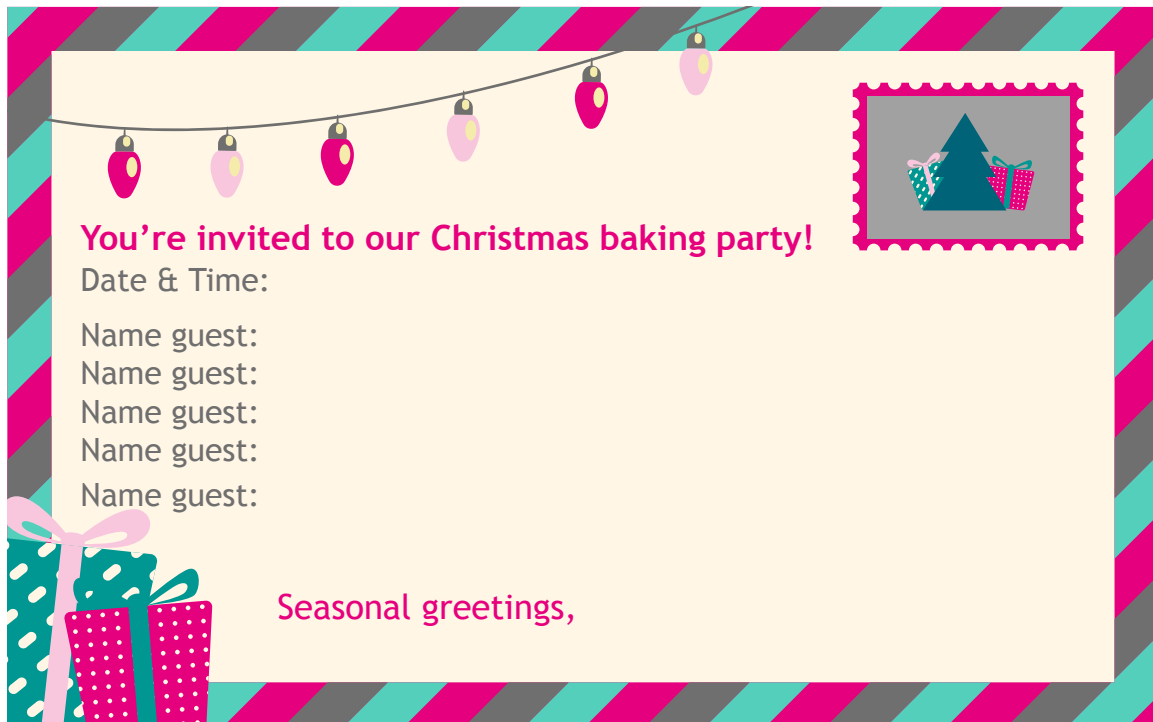 You’re invited to our Christmas baking party!
Date & Time:
Name guest:
Name guest:
Name guest:
Name guest:
Name guest:
Seasonal greetings,